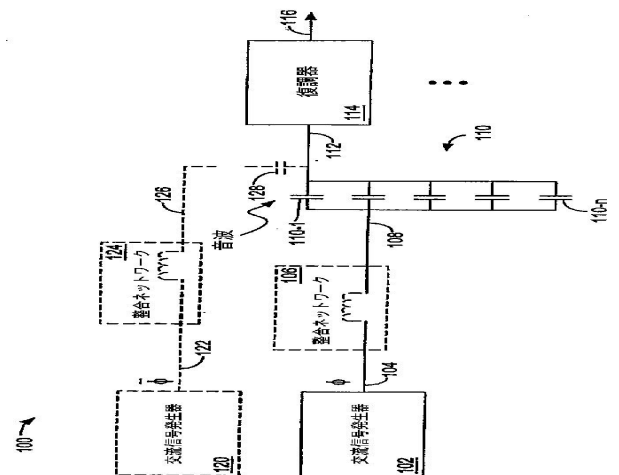 100
交流信号発生器
120
~φ
122
整合ネットワーク
124
126
128
交流信号発生器
102
φ
104
整合ネットワーク
106
108
音波
110-1
110-n
110
112
復調器
114
116